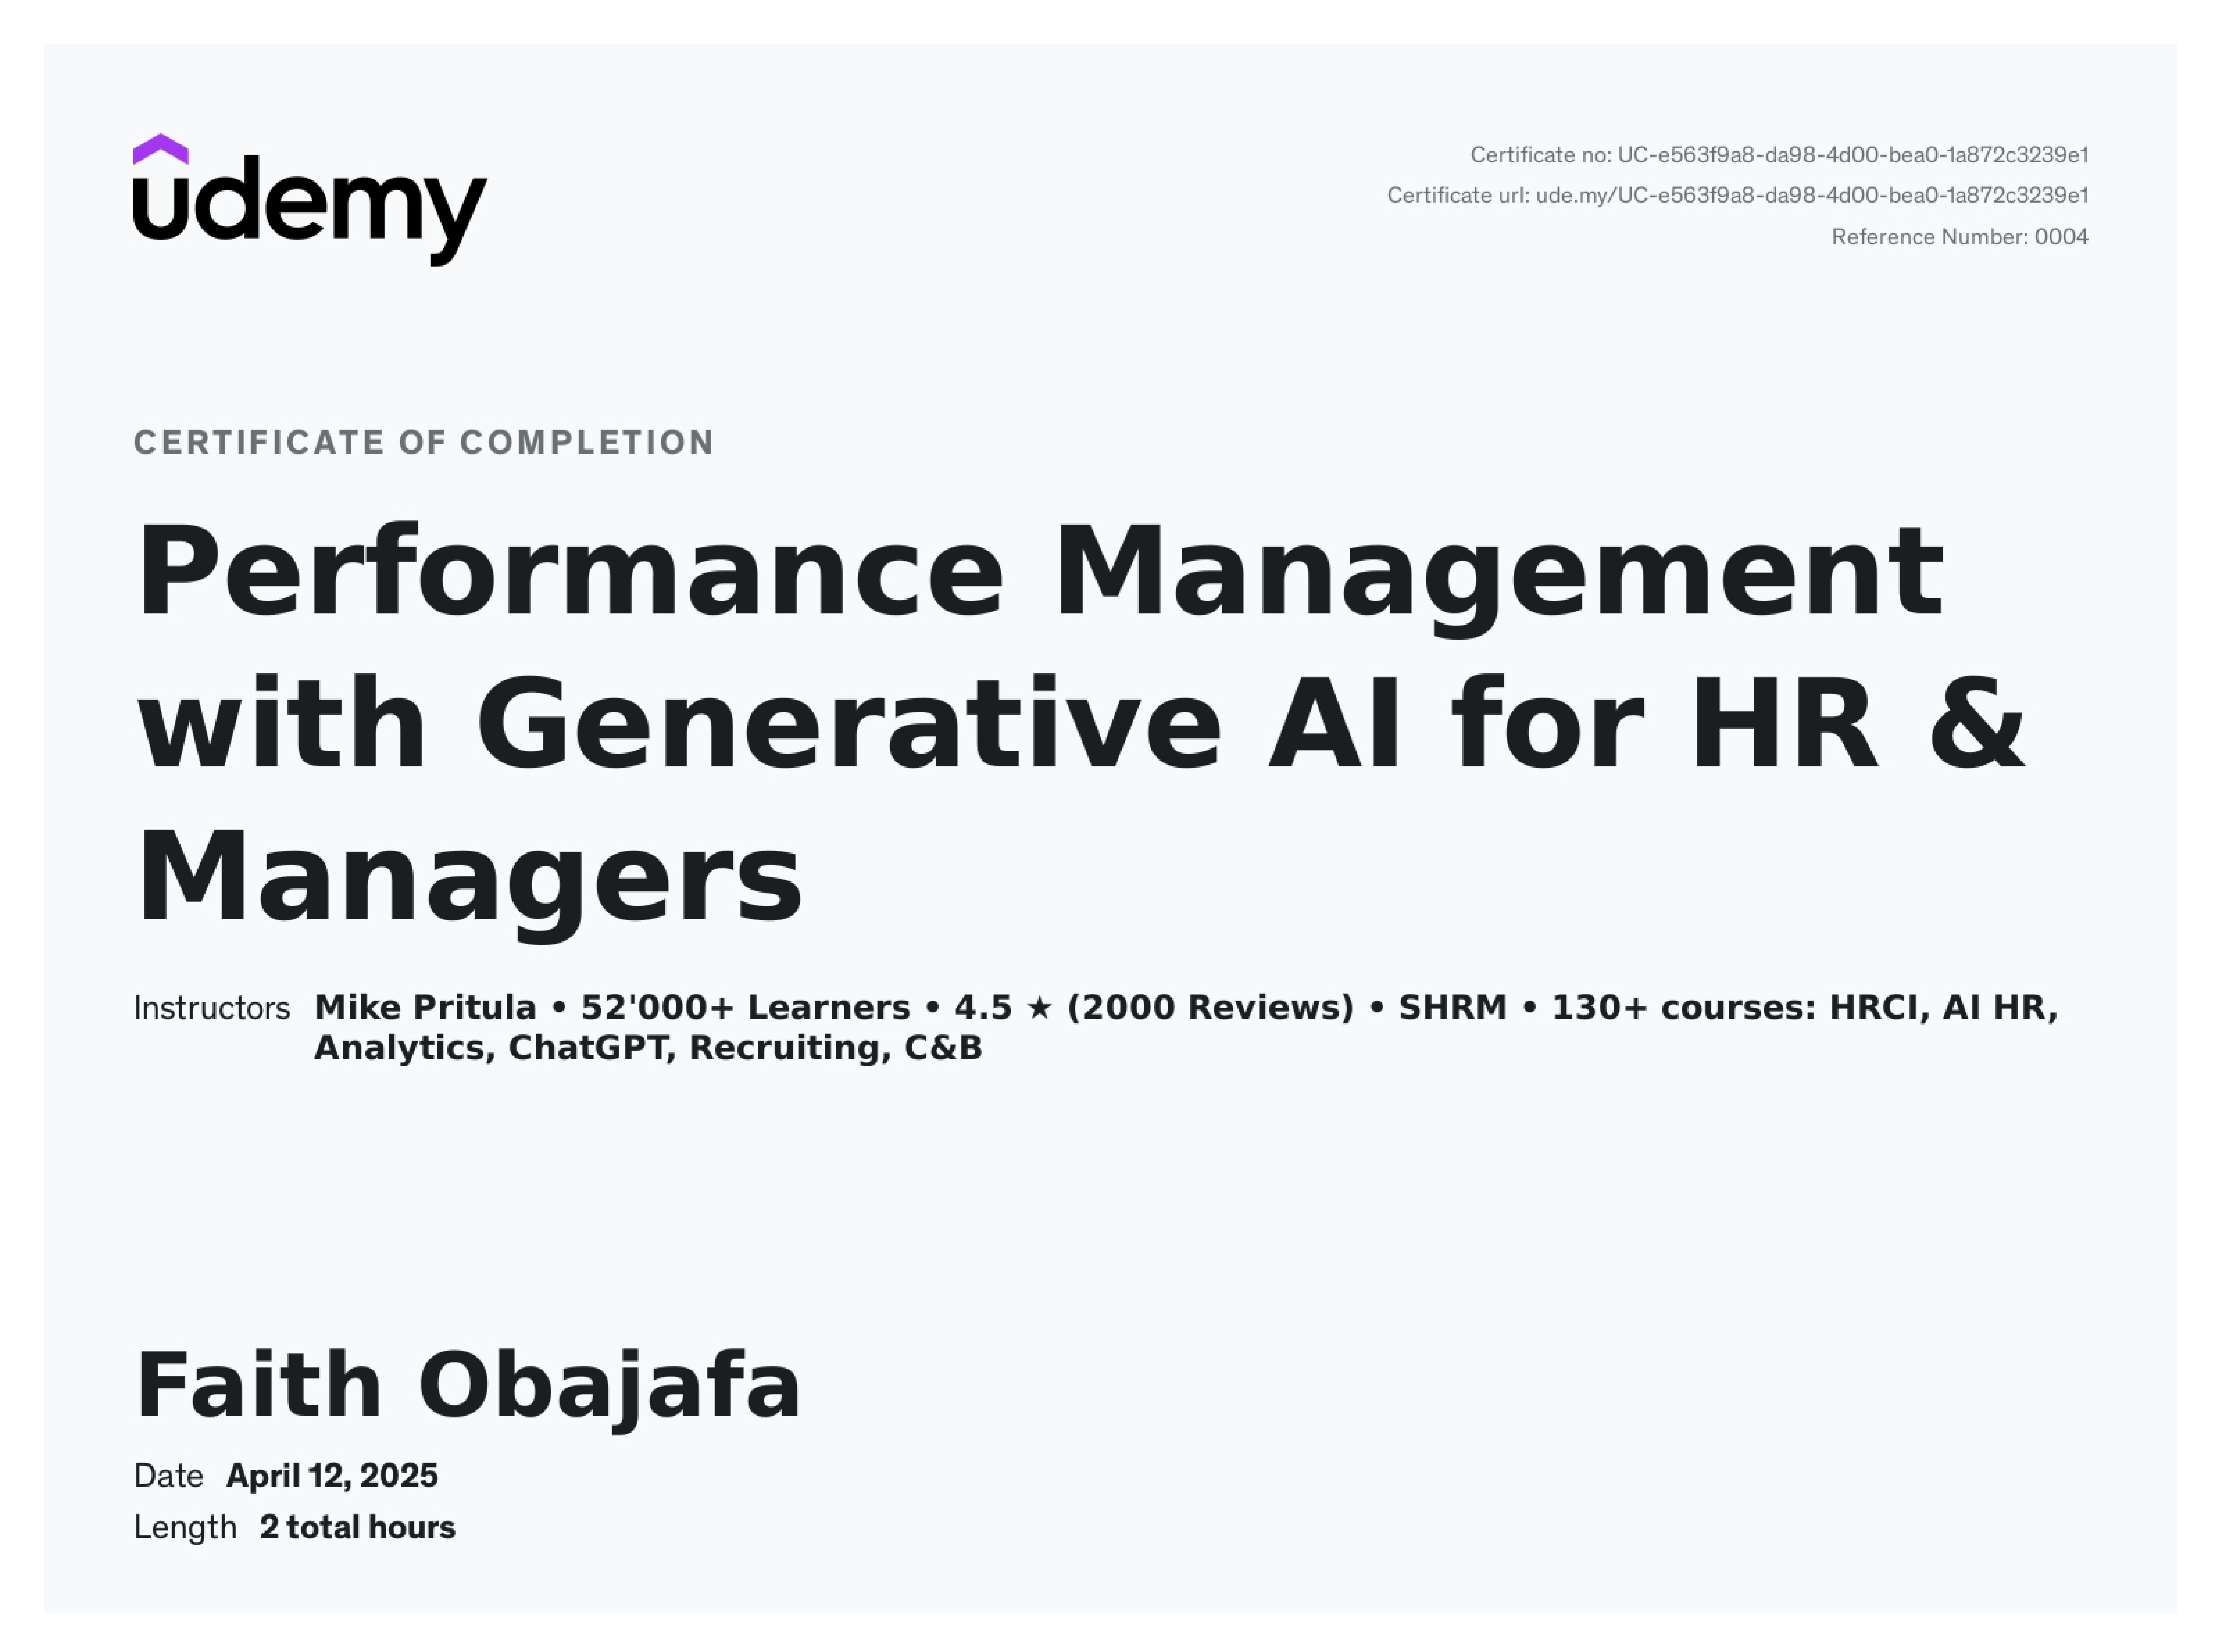 udemy
Certificate no: UC-e563f9a8-da98-4d00-bea0-1a872c3239e1
Certificate url: ude.my/UC-e563f9a8-da98-4d00-bea0-1a872c3239e1
Reference Number: 0004
CERTIFICATE OF COMPLETION
Performance Management
with Generative AI for HR &
Managers
Instructors Mike Pritula • 52'000+ Learners • 4.5 ★ (2000 Reviews) • SHRM • 130+ courses: HRCI, AI HR,
Analytics, ChatGPT, Recruiting, C&B
Faith Obajafa
Date April 12, 2025
Length 2 total hours